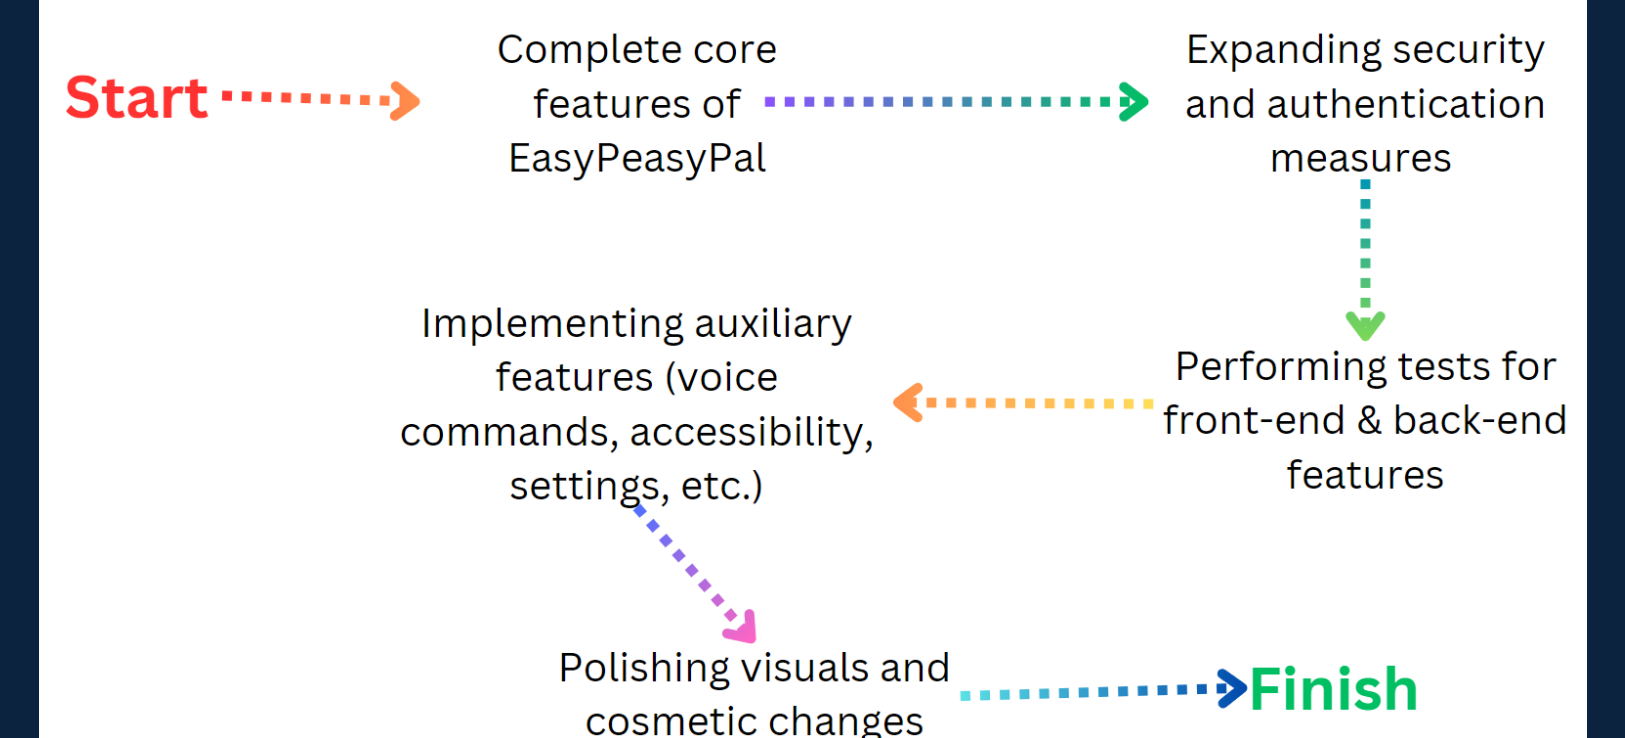 Start
Complete core
features of
EasyPeasyPal
Expanding security
and authentication
measures
Performing tests for
front-end & back-end
features
Implementing auxiliary
features (voice
commands, accessibility,
settings, etc.)
Polishing visuals and
cosmetic changes
Finish